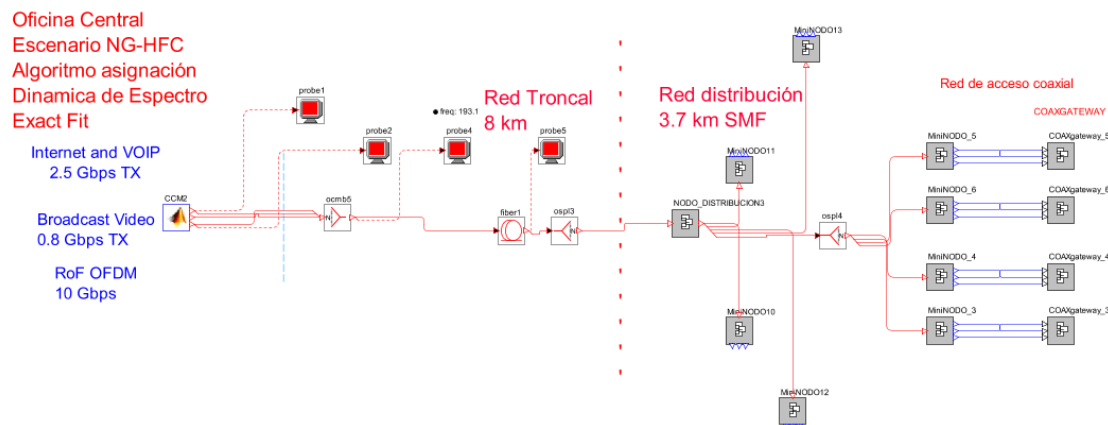 Oficina Central
Escenario NG-HFC
Algoritmo asignación
Dinamica de Espectro
Exact Fit
Internet and VOIP
2.5 Gbps TX
Broadcast Video
0.8 Gbps TX
RoF OFDM
10 Gbps
CCM2
probe1
probe2
freq: 193.1
probe4
ocmb5
Red Troncal
8 km
probe5
fiber1
ospl3
Red distribución
3.7 km SMF
MiniNODO13
MiniNODO11
NODO_DISTRIBUCION3
ospl4
MiniNODO10
MiniNODO12
Red de acceso coaxial
COAXGATEWAY
MiniNODO_5
COAXgateway_5
MiniNODO_6
COAXgateway_6
MiniNODO_4
COAXgateway_4
MiniNODO_3
COAXgateway_3